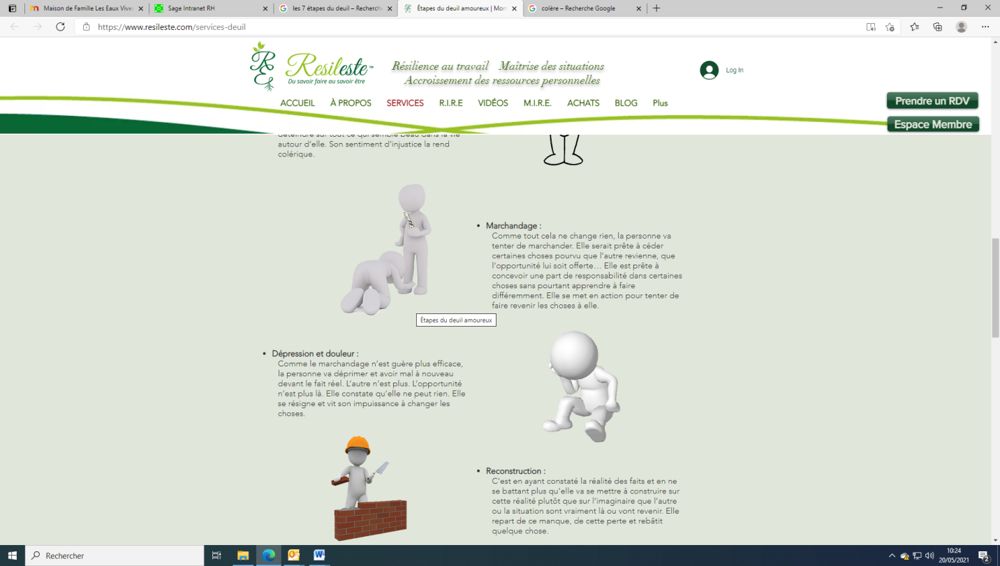 Maison de Famille Les Eaux Vives
Sage Intranet RH
les 7 étapes du deuil – Recherche
Étapes du deuil amoureux | Mon
colère – Recherche Google
https://www.resileste.com/services-deuil
Resileste™
Du savoir faire au savoir être
Résilience au travail Maîtrise des situations
Accroissement des ressources personnelles
Log In
ACCUEIL À PROPOS SERVICES R.I.R.E VIDÉOS M.I.R.E. ACHATS BLOG Plus
Prendre un RDV
Espace Membre
déteindre sur tout ce qui semble beau dans la vie
autour d’elle. Son sentiment d’injustice la rend
colérique.
• Marchandage :
Comme tout cela ne change rien, la personne va
tenter de marchander. Elle serait prête à céder
certaines choses pourvu que l’autre revienne, que
l’opportunité lui soit offerte… Elle est prête à
concevoir une part de responsabilité dans certaines
choses sans pourtant apprendre à faire
différemment. Elle se met en action pour tenter de
faire revenir les choses à elle.
Étapes du deuil amoureux
• Dépression et douleur :
Comme le marchandage n’est guère plus efficace,
la personne va déprimer et avoir mal à nouveau
devant le fait réel. L’autre n’est plus. L’opportunité
n’est plus là. Elle constate qu’elle ne peut rien. Elle
se résigne et vit son impuissance à changer les
choses.
• Reconstruction :
C’est en ayant constaté la réalité des faits et en ne
se battant plus qu’elle va se mettre à construire sur
cette réalité plutôt que sur l’imaginaire que l’autre
ou la situation sont vraiment là ou vont revenir. Elle
repart de ce manque, de cette perte et rebâtit
quelque chose.
Rechercher
10:24
20/05/2021
2